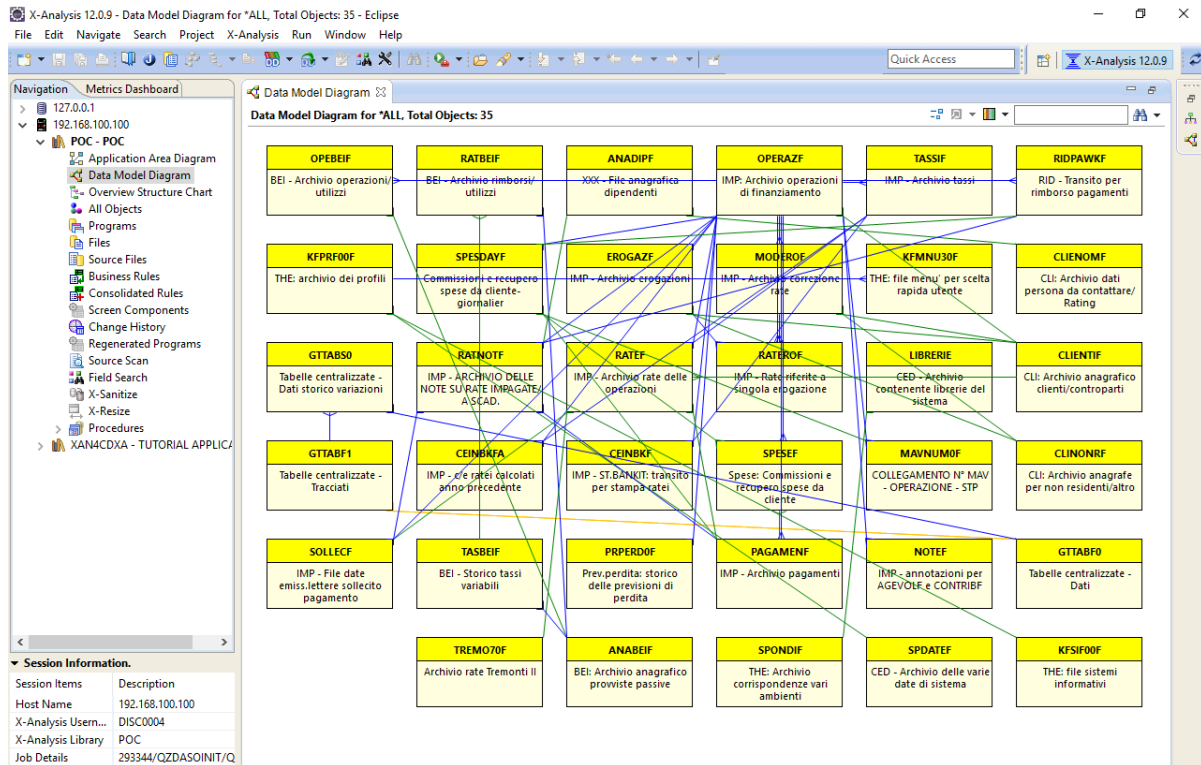 X-Analysis 12.0.9 - Data Model Diagram for *ALL, Total Objects: 35 - Eclipse
File Edit Navigate Search Project X-Analysis Run Window Help
Quick Access
X-Analysis 12.0.9
Navigation
Metrics Dashboard
127.0.0.1
192.168.100.100
POC - POC
Application Area Diagram
Data Model Diagram
Overview Structure Chart
All Objects
Programs
Files
Source Files
Business Rules
Consolidated Rules
Screen Components
Change History
Regenerated Programs
Source Scan
Field Search
X-Sanitize
X-Resize
Procedures
XAN4CDXA - TUTORIAL APPLICA
Session Information.
Session Items Description
Host Name 192.168.100.100
X-Analysis Usern... DISC0004
X-Analysis Library POC
Job Details 293344/QZDASOINIT/Q
Data Model Diagram
Data Model Diagram for *ALL, Total Objects: 35
OPEBEIF
BEI - Archivio operazioni/
utilizzi
RATBEIF
BEI - Archivio rimborsi/
utilizzi
ANADIPF
XXX - File anagrafica
dipendenti
OPERAZF
IMP: Archivio operazioni
di finanziamento
TASSIF
IMP - Archivio tassi
RIDPAWKF
RID - Transito per
rimborso pagamenti
KFPRF00F
THE: archivio dei profili
SPESDAYF
Commissioni e recupero
spese da cliente-
giornalier
EROGAZF
IMP - Archivio erogazioni
MODEROF
IMP - Archivio correzione
rate
KFMNU30F
THE: file menu` per scelta
rapida utente
CLIENOMF
CLI: Archivio dati
persona da contattare/
Rating
GTTABS0
Tabelle centralizzate -
Dati storico variazioni
RATNOTF
IMP - ARCHIVIO DELLE
NOTE SU RATE IMPAGATE/
A SCAD.
RATEF
IMP - Archivio rate delle
operazioni
RATEROF
IMP - Rate riferite a
singola erogazione
LIBRERIE
CED - Archivio
contenente librerie del
sistema
CLIENTIF
CLI: Archivio anagrafico
clienti/controparti
GTTABF1
Tabelle centralizzate -
Tracciati
CEINBKFA
IMP - c/e ratei calcolati
anno precedente
CEINBKF
IMP - ST.BANKIT: transito
per stampa ratei
SPESEF
Spese: Commissioni e
recupero spese da
cliente
MAVNUM0F
COLLEGAMENTO N° MAV
- OPERAZIONE - STP
CLINONRF
CLI: Archivio anagrafe
per non residenti/altro
SOLLECF
IMP - File date
emiss.lettere sollecito
pagamento
TASBEIF
BEI - Storico tassi
variabili
PRPERD0F
Prev.perdita: storico
delle previsioni di
perdita
PAGAMENF
IMP - Archivio pagamenti
NOTEF
IMP - annotazioni per
AGEVOLF e CONTRIBF
GTTABF0
Tabelle centralizzate -
Dati
TREMO70F
Archivio rate Tremonti II
ANABEIF
BEI: Archivio anagrafico
provviste passive
SPONDIF
THE: Archivio
corrispondenze vari
ambienti
SPDATEF
CED - Archivio delle varie
date di sistema
KFSIF00F
THE: file sistemi
informativi